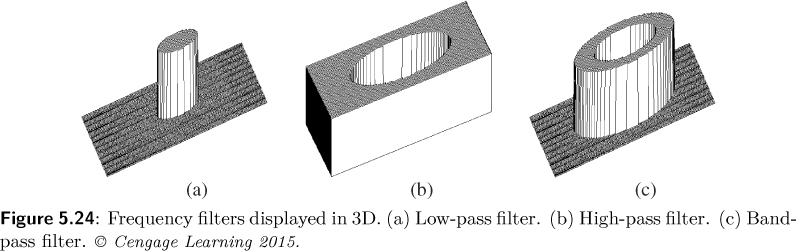 (a) (b) (c)
Figure 5.24: Frequency filters displayed in 3D. (a) Low-pass filter. (b) High-pass filter. (c) Band-
pass filter. © Cengage Learning 2015.